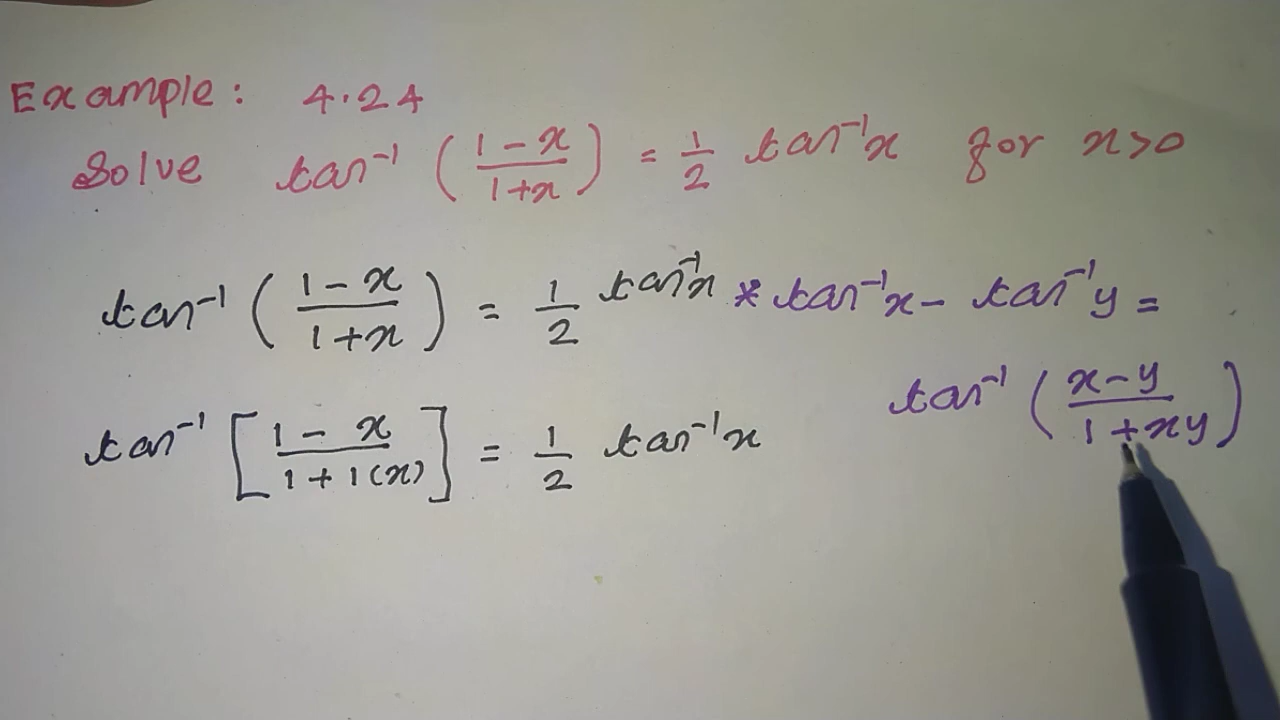 Example: 4.24
Solve tan⁻¹ ( (1 - x)/(1+x) ) = 1/2 tan⁻¹x for x>0
tan⁻¹ ( (1 - x)/(1+x) ) = 1/2 tan⁻¹x * tan⁻¹x - tan⁻¹y =
tan⁻¹ ( (x-y)/(1+xy) )
tan⁻¹ [ (1 - x)/(1+1(x)) ] = 1/2 tan⁻¹x